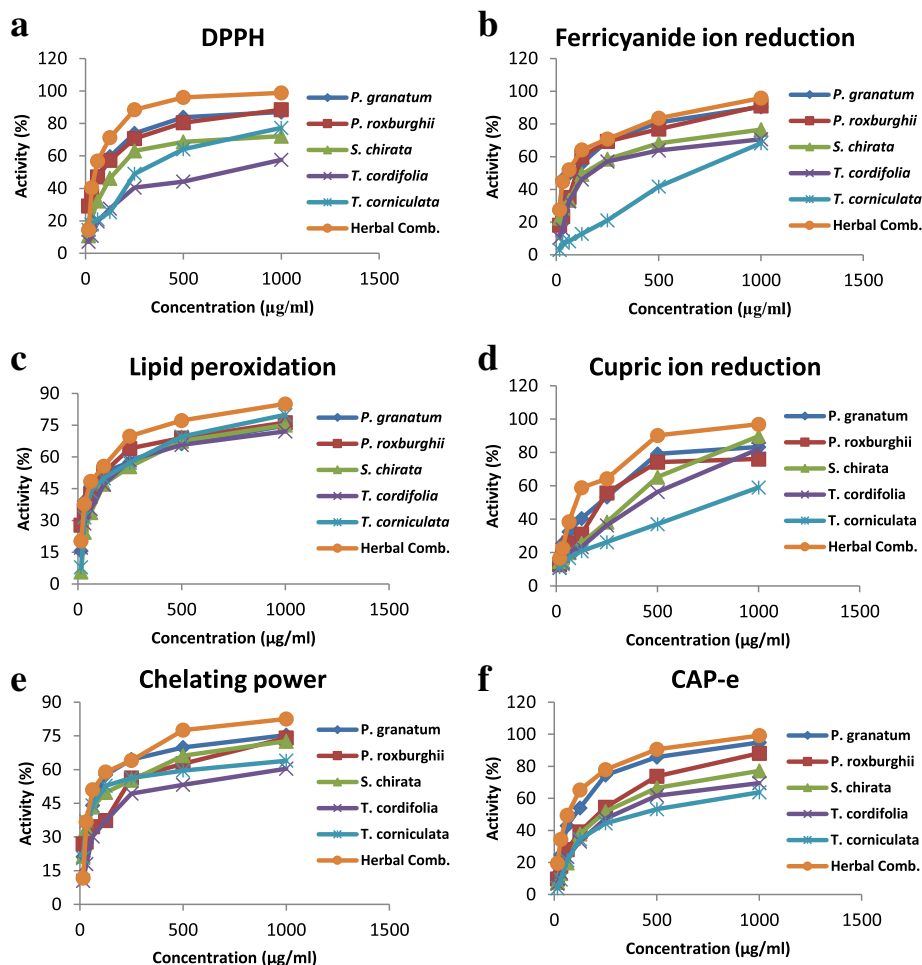 a
DPPH
120
100
80
60
40
20
0
0
500
1000
1500
Activity (%)
Concentration (µg/ml)
P. granatum
P. roxburghii
S. chirata
T. cordifolia
T. corniculata
Herbal Comb.
b
Ferricyanide ion reduction
120
100
80
60
40
20
0
0
500
1000
1500
Activity (%)
Concentration (µg/ml)
P. granatum
P. roxburghii
S. chirata
T. cordifolia
T. corniculata
Herbal Comb.
c
Lipid peroxidation
90
75
60
45
30
15
0
0
500
1000
1500
Activity (%)
Concentration (µg/ml)
P. granatum
P. roxburghii
S. chirata
T. cordifolia
T. corniculata
Herbal Comb.
d
Cupric ion reduction
120
100
80
60
40
20
0
0
500
1000
1500
Activity (%)
Concentration (µg/ml)
P. granatum
P. roxburghii
S. chirata
T. cordifolia
T. corniculata
Herbal Comb.
e
Chelating power
90
75
60
45
30
15
0
0
500
1000
1500
Activity (%)
Concentration (µg/ml)
P. granatum
P. roxburghii
S. chirata
T. cordifolia
T. corniculata
Herbal Comb.
f
CAP-e
120
100
80
60
40
20
0
0
500
1000
1500
Activity (%)
Concentration (µg/ml)
P. granatum
P. roxburghii
S. chirata
T. cordifolia
T. corniculata
Herbal Comb.